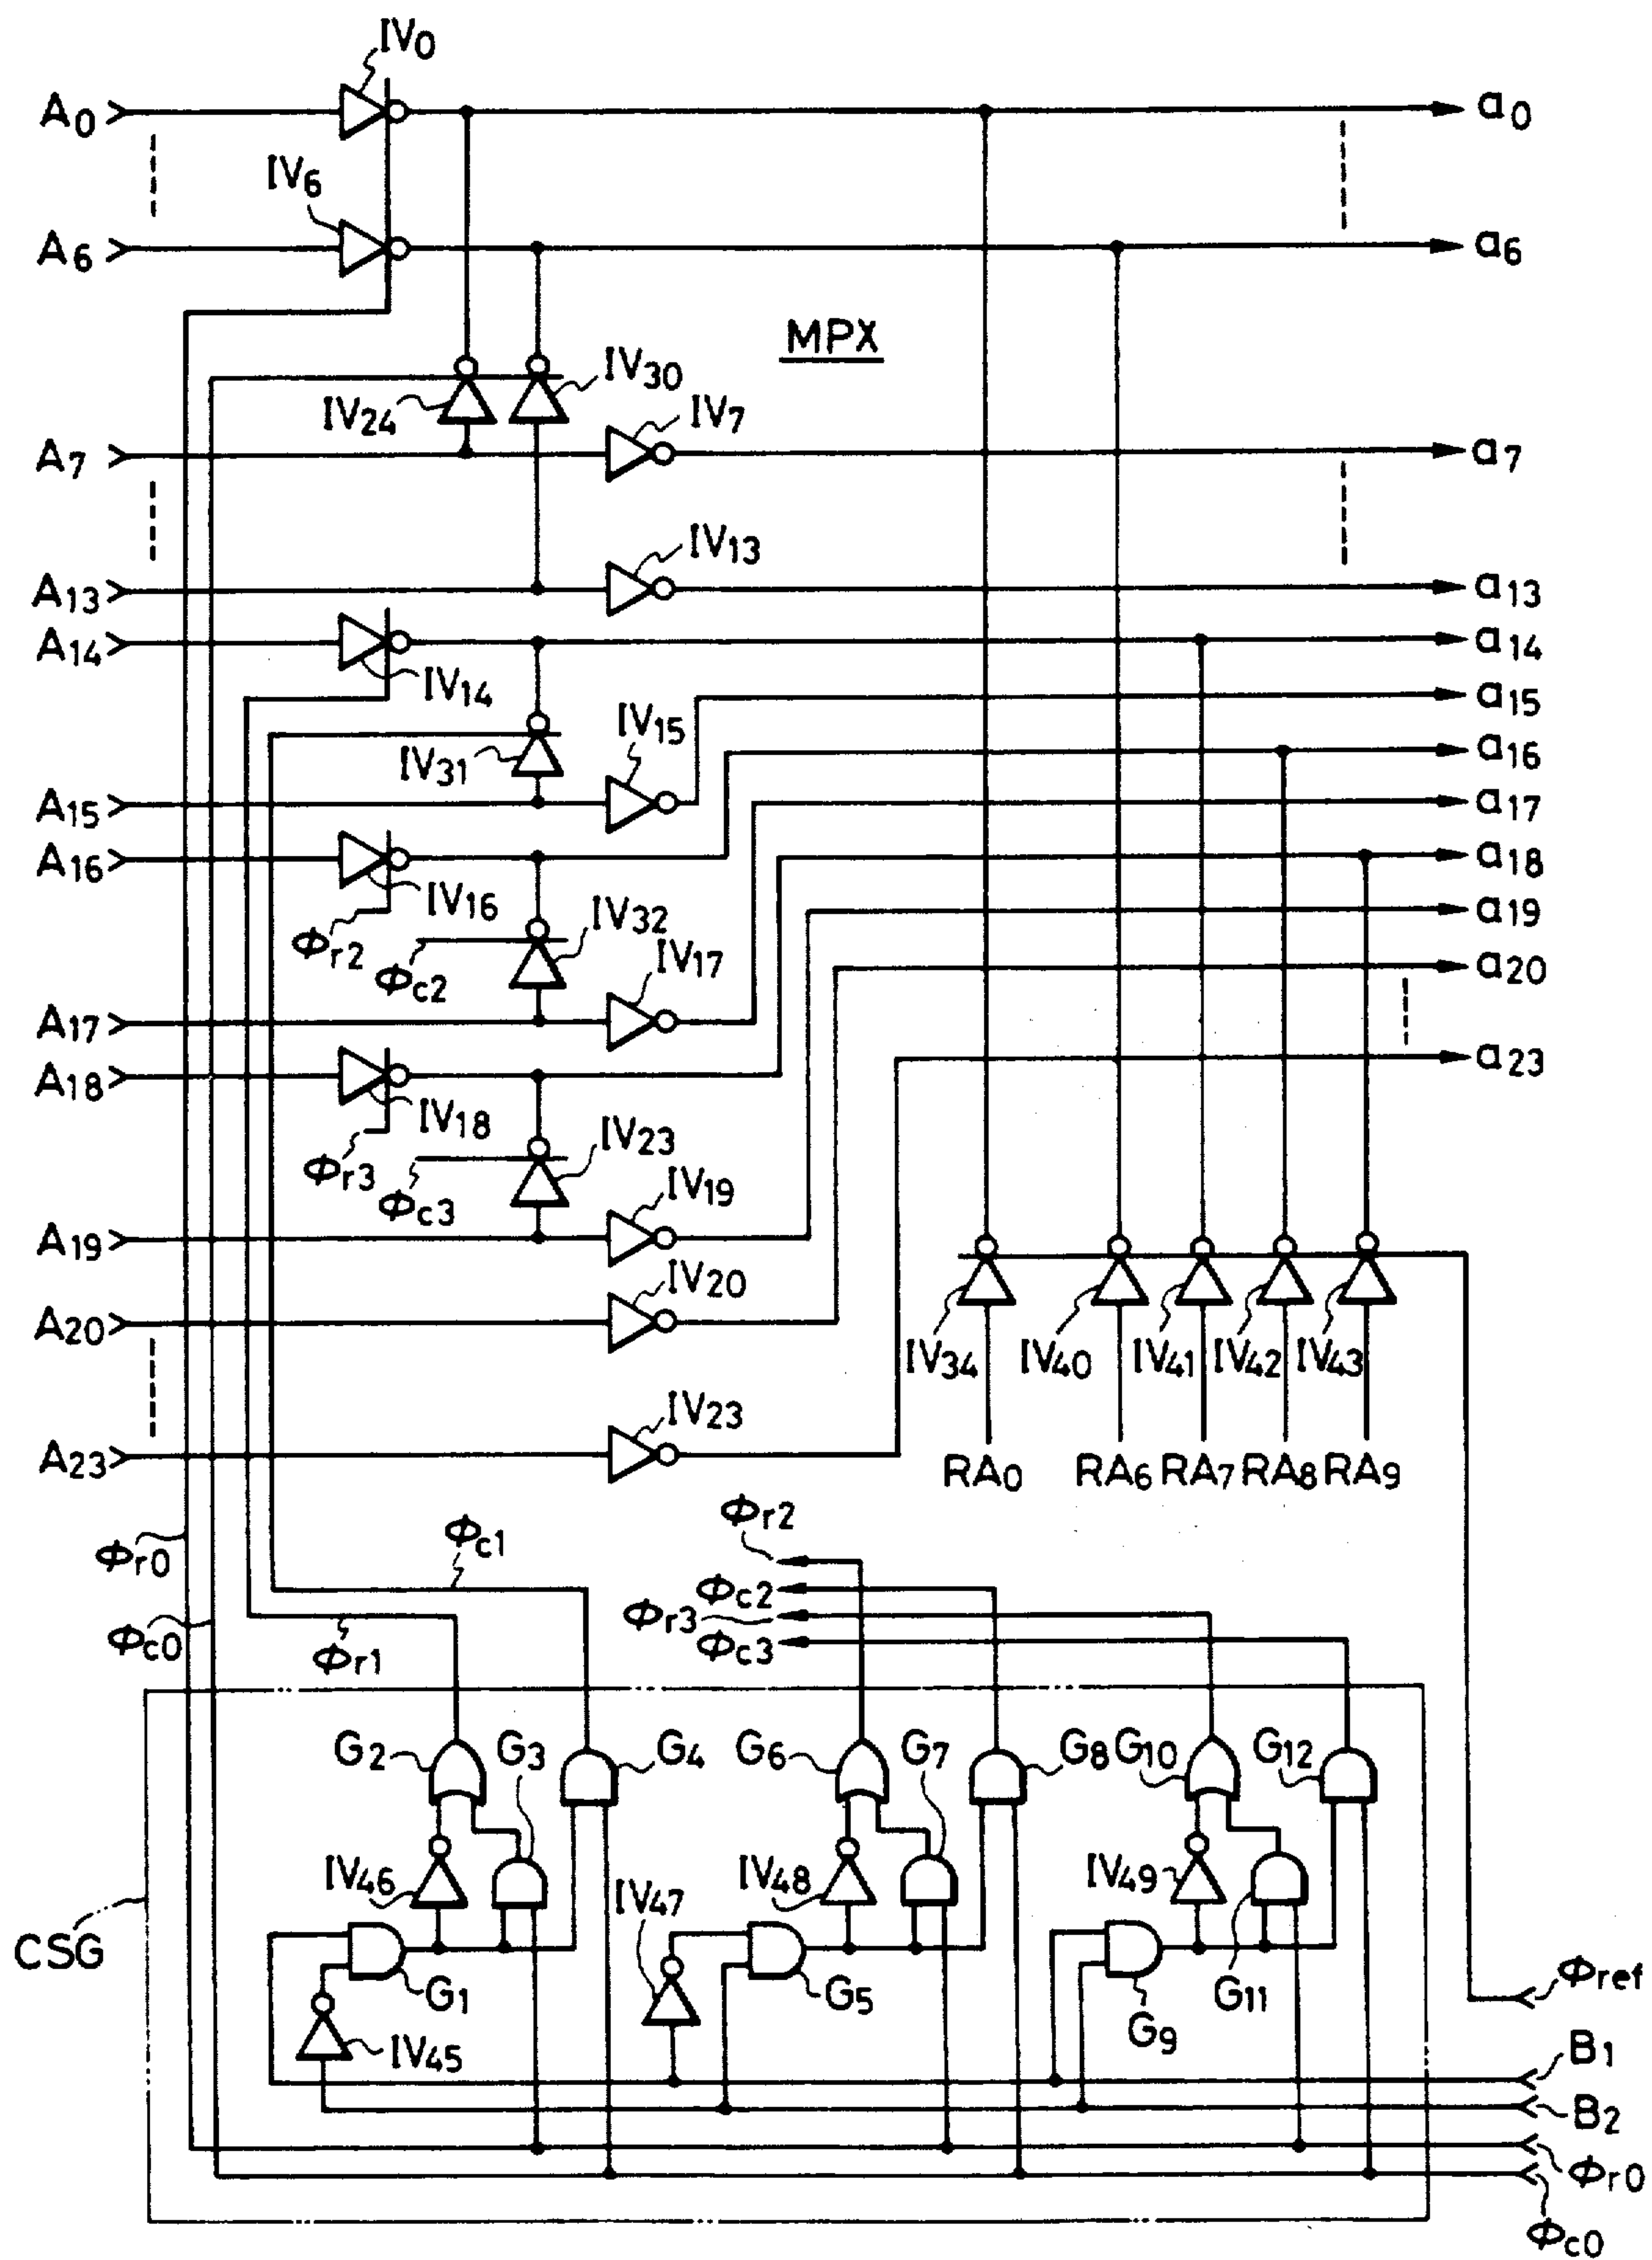 IV0
A0 a0
IV6
A6 a6
MPX
IV30
IV24 IV7
A7 a7
IV13
A13 a13
A14 a14
IV14
a15
IV15
IV31
a16
A15 a17
A16 a18
IV16
IV32
a19
Φr2
Φc2
IV17
a20
A17
A18 a23
IV18
IV23
Φr3
Φc3
IV19
A19
IV20
A20
IV34 IV40 IV41 IV42 IV43
IV23
A23
RA0 RA6 RA7 RA8 RA9
Φr2
Φc1
Φr0
Φc2
Φr3
Φc0 Φr1 Φc3
G2 G3 G4 G6 G7 G8 G10 G12
IV46 IV47 IV48 IV49
CSG
G1 G5 G11 Φref
G9
IV45 B1
B2
Φr0
Φc0